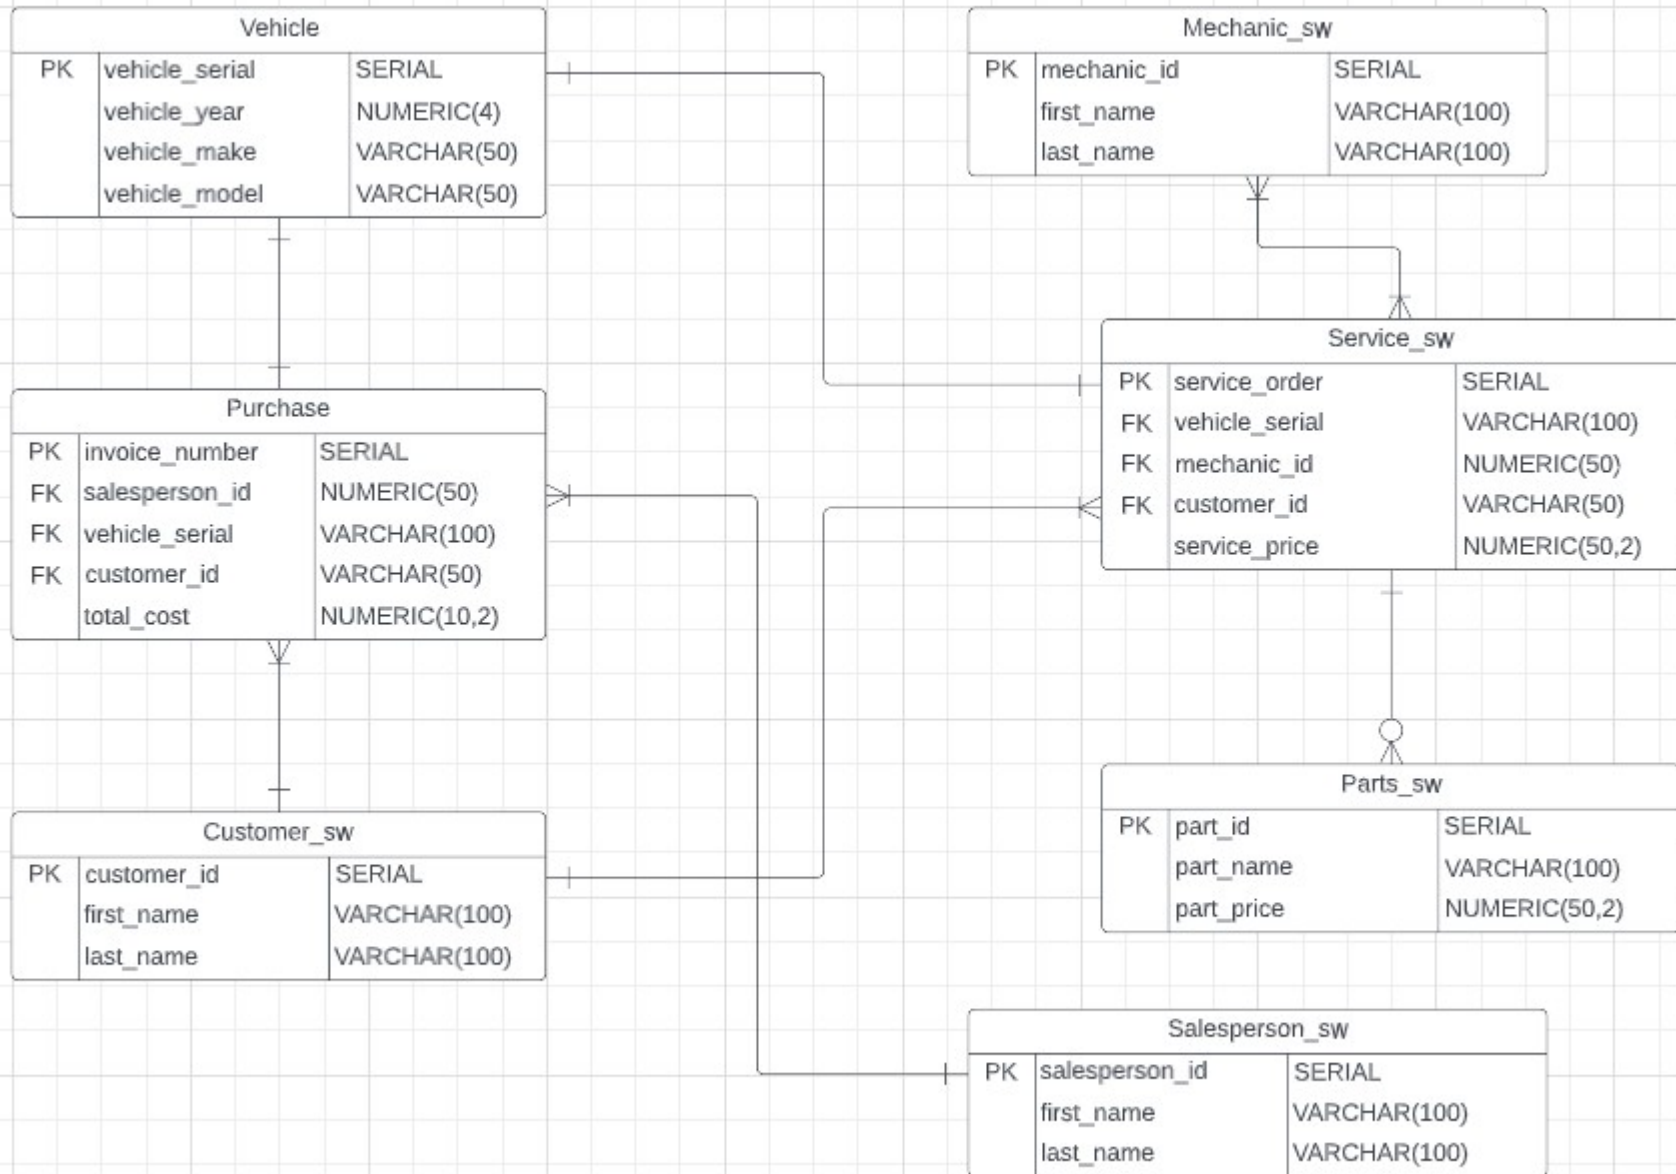 Vehicle
PK vehicle_serial SERIAL
vehicle_year NUMERIC(4)
vehicle_make VARCHAR(50)
vehicle_model VARCHAR(50)
Mechanic_sw
PK mechanic_id SERIAL
first_name VARCHAR(100)
last_name VARCHAR(100)
Purchase
PK invoice_number SERIAL
FK salesperson_id NUMERIC(50)
FK vehicle_serial VARCHAR(100)
FK customer_id VARCHAR(50)
total_cost NUMERIC(10,2)
Service_sw
PK service_order SERIAL
FK vehicle_serial VARCHAR(100)
FK mechanic_id NUMERIC(50)
FK customer_id VARCHAR(50)
service_price NUMERIC(50,2)
Customer_sw
PK customer_id SERIAL
first_name VARCHAR(100)
last_name VARCHAR(100)
Parts_sw
PK part_id SERIAL
part_name VARCHAR(100)
part_price NUMERIC(50,2)
Salesperson_sw
PK salesperson_id SERIAL
first_name VARCHAR(100)
last_name VARCHAR(100)